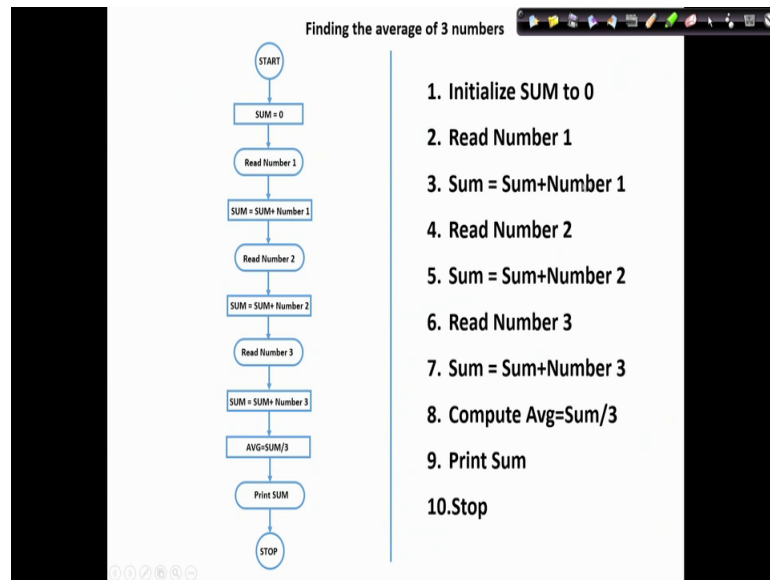 Finding the average of 3 numbers
START
SUM = 0
Read Number 1
SUM = SUM+ Number 1
Read Number 2
SUM = SUM+ Number 2
Read Number 3
SUM = SUM+ Number 3
AVG=SUM/3
Print SUM
STOP
1. Initialize SUM to 0
2. Read Number 1
3. Sum = Sum+Number 1
4. Read Number 2
5. Sum = Sum+Number 2
6. Read Number 3
7. Sum = Sum+Number 3
8. Compute Avg=Sum/3
9. Print Sum
10.Stop